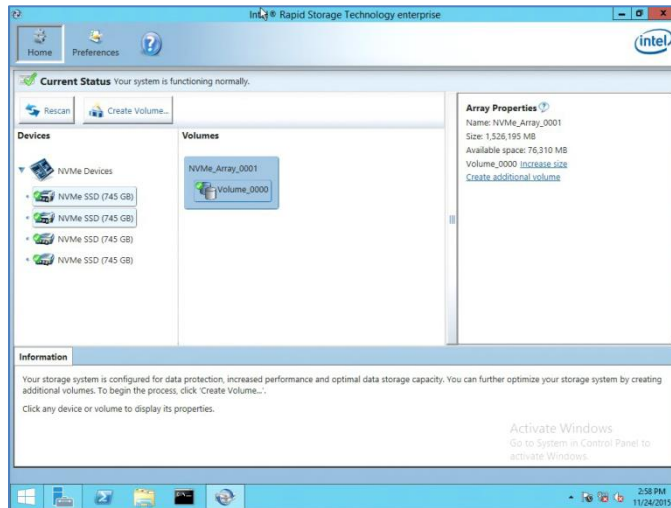 Intel® Rapid Storage Technology enterprise
Home
Preferences
intel
Current Status Your system is functioning normally.
Rescan
Create Volume...
Devices
NVMe Devices
NVMe SSD (745 GB)
NVMe SSD (745 GB)
NVMe SSD (745 GB)
NVMe SSD (745 GB)
Volumes
NVMe_Array_0001
Volume_0000
Array Properties
Name: NVMe_Array_0001
Size: 1,526,195 MB
Available space: 76,310 MB
Volume_0000 Increase size
Create additional volume
Information
Your storage system is configured for data protection, increased performance and optimal data storage capacity. You can further optimize your storage system by creating
additional volumes. To begin the process, click 'Create Volume...'.
Click any device or volume to display its properties.
Activate Windows
Go to System in Control Panel to
activate Windows.
2:58 PM
11/24/2015